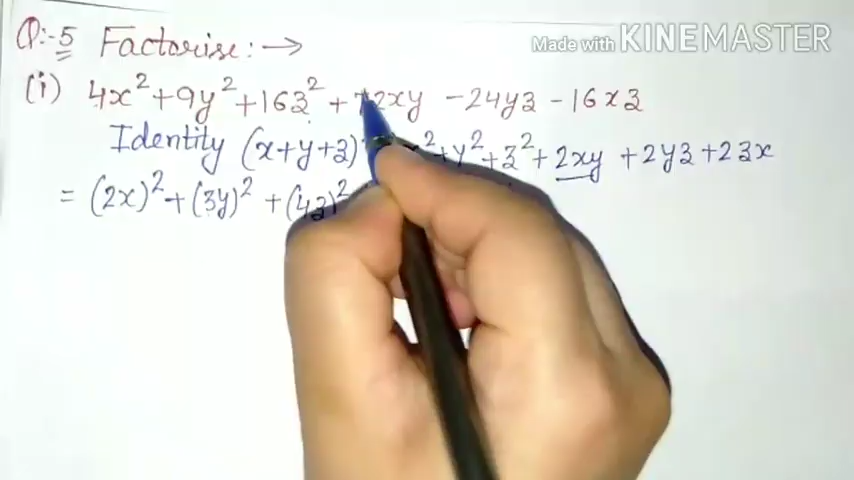 Q:-5 Factorise:→
Made with KINEMASTER
(i) 4x² + 9y² + 16z² + 12xy - 24yz - 16xz
Identity (x+y+z) x² + y² + z² + 2xy + 2yz + 2zx
= (2x)² + (3y)² + (4z)²